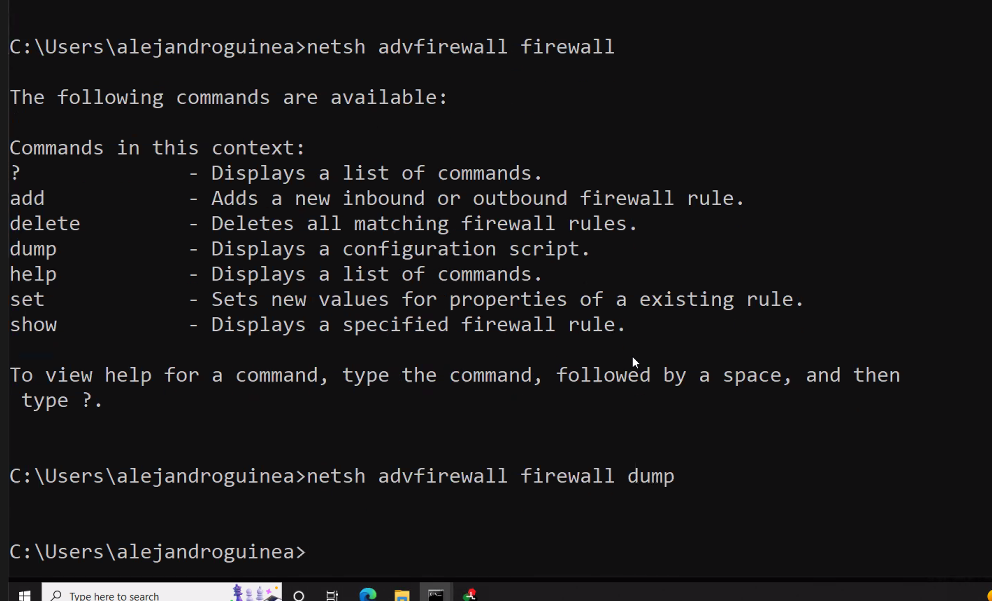 C:\Users\alejandroguinea>netsh advfirewall firewall
The following commands are available:
Commands in this context:
?              - Displays a list of commands.
add            - Adds a new inbound or outbound firewall rule.
delete         - Deletes all matching firewall rules.
dump           - Displays a configuration script.
help           - Displays a list of commands.
set            - Sets new values for properties of a existing rule.
show           - Displays a specified firewall rule.
To view help for a command, type the command, followed by a space, and then
 type ?.
C:\Users\alejandroguinea>netsh advfirewall firewall dump
C:\Users\alejandroguinea>
Type here to search